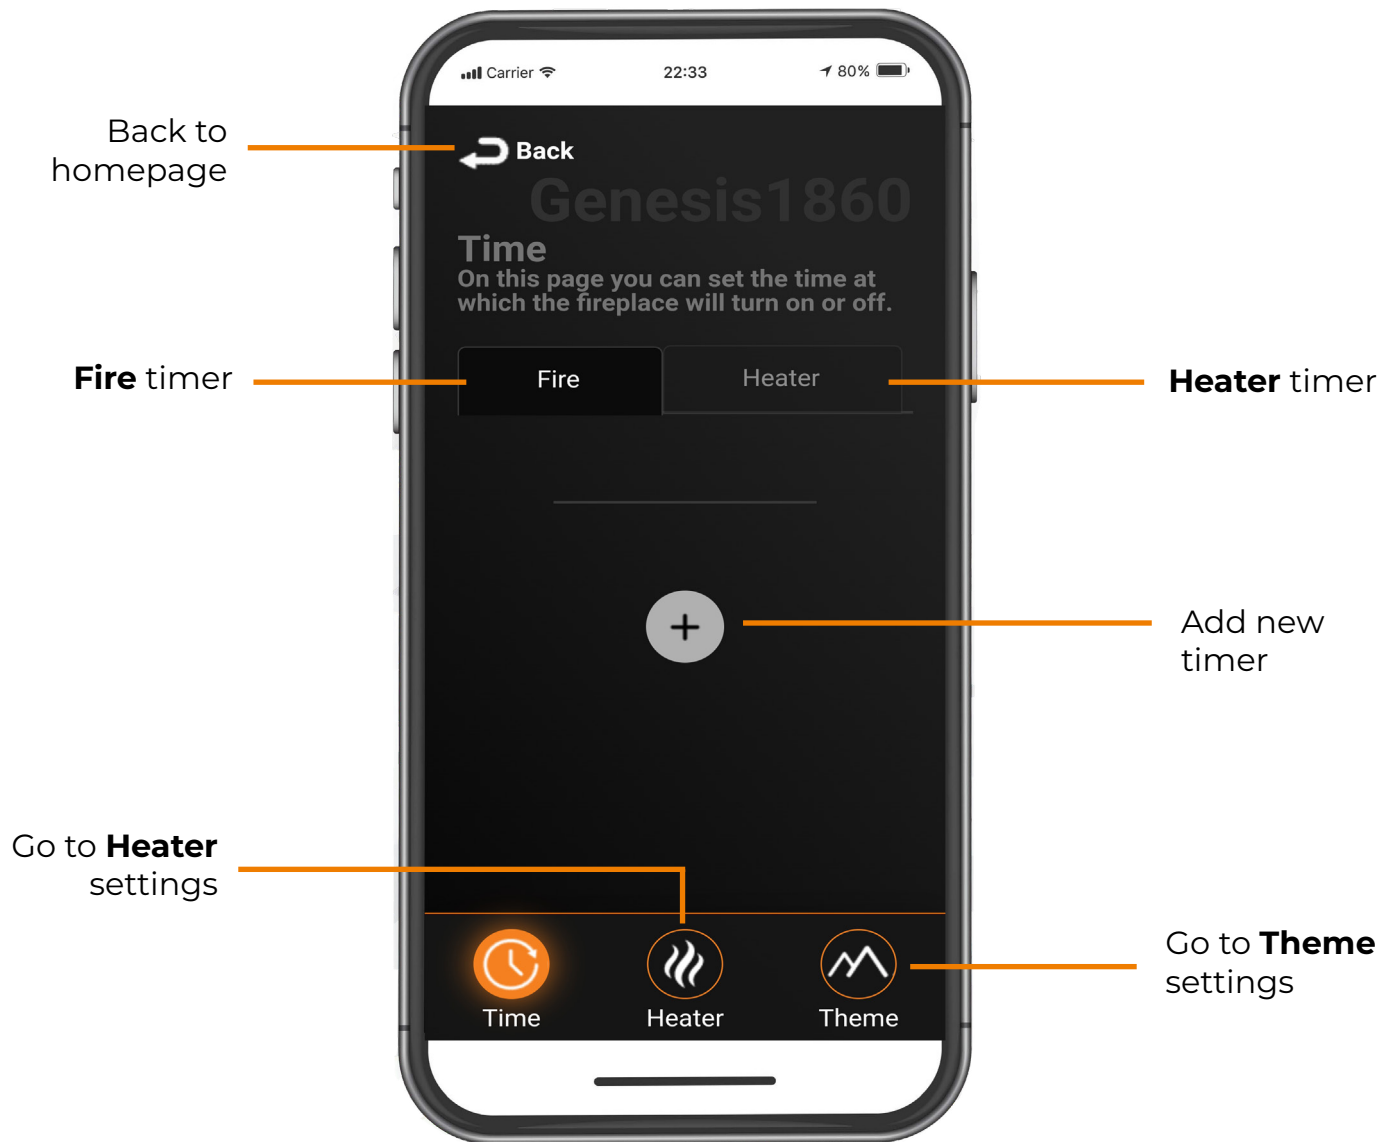 Carrier
22:33
80%
Back to
homepage
Back
Genesis1860
Time
On this page you can set the time at
which the fireplace will turn on or off.
Fire timer
Fire
Heater
Heater timer
+
Add new
timer
Go to Heater
settings
Go to Theme
settings
Time
Heater
Theme